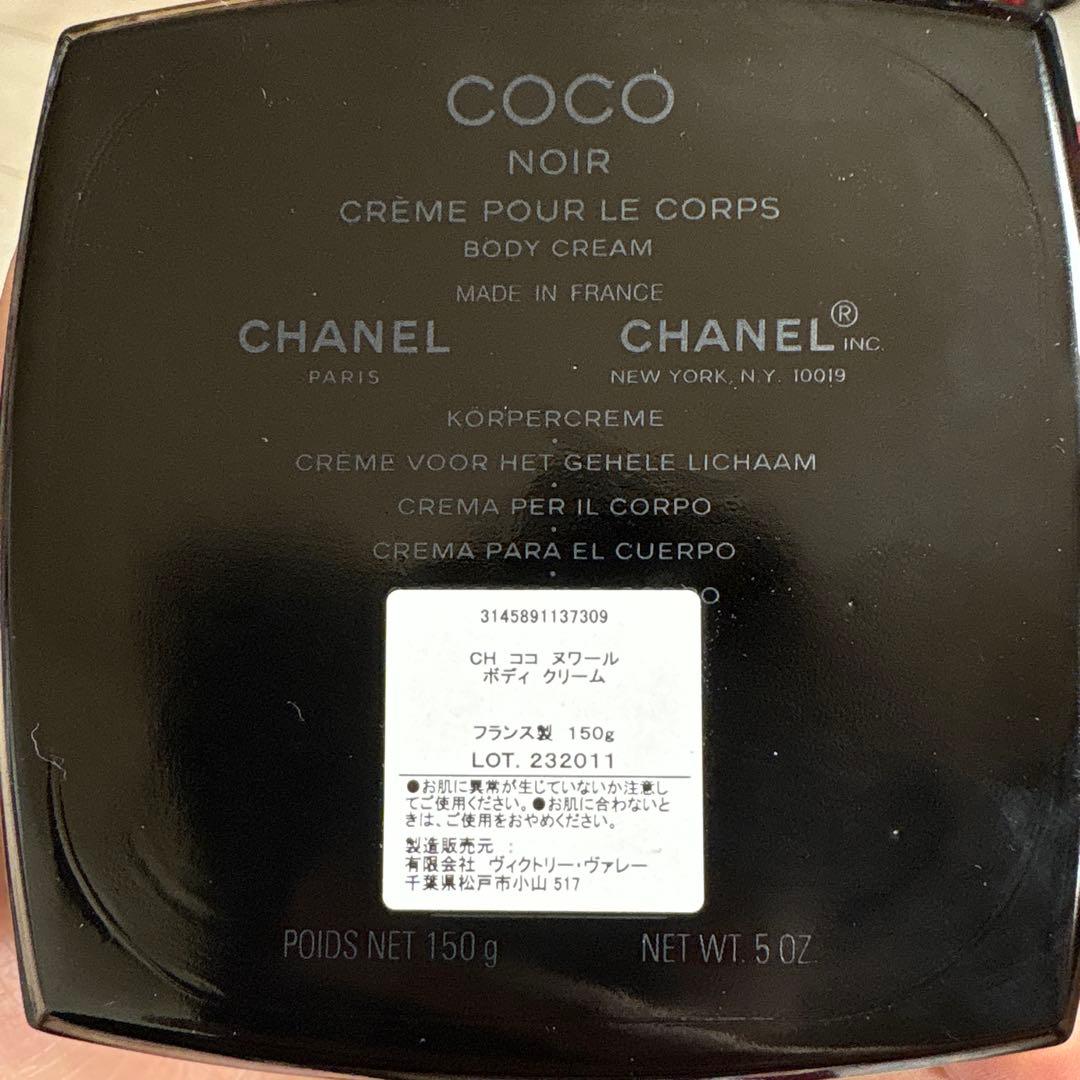 COCO
NOIR
CRÈME POUR LE CORPS
BODY CREAM
MADE IN FRANCE
CHANEL CHANEL® INC.
PARIS NEW YORK, N.Y. 10019
KÖRPERCREME
CRÈME VOOR HET GEHELE LICHAAM
CREMA PER IL CORPO
CREMA PARA EL CUERPO
3145891137309
CH ココ ヌワール
ボディ クリーム
フランス製 150g
LOT. 232011
●お肌に異常が生じていないか注意し
てご使用ください。●お肌に合わないと
きは、ご使用をおやめください。
製造販売元 :
有限会社 ヴィクトリー・ヴァレー
千葉県松戸市小山 517
POIDS NET 150 g NET WT. 5 OZ.